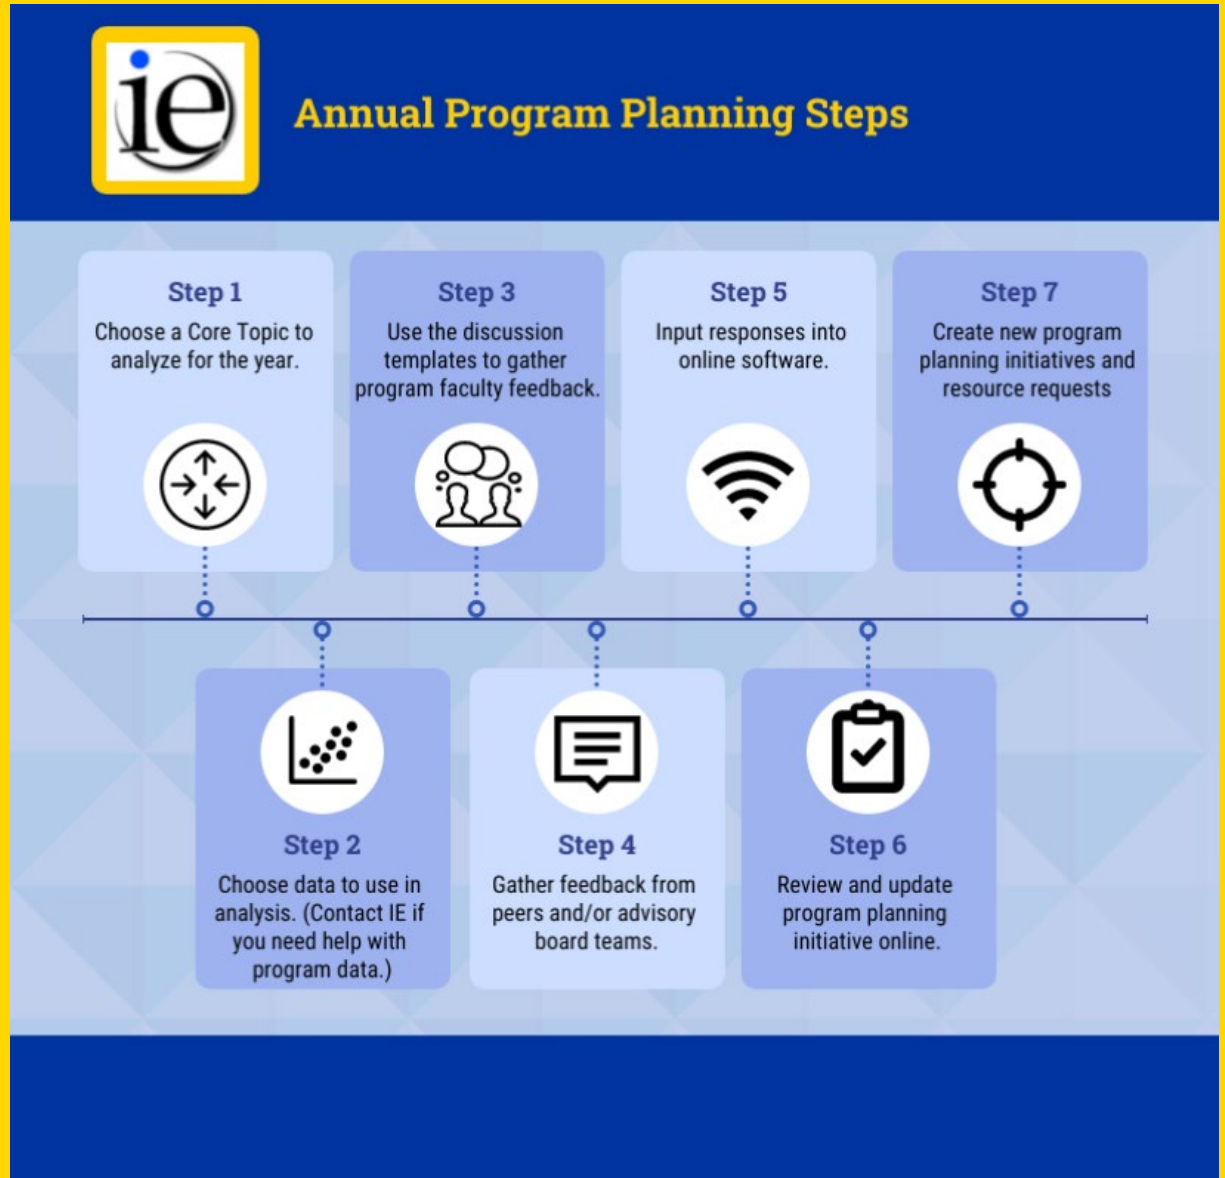 ie
Annual Program Planning Steps
Step 1
Choose a Core Topic to
analyze for the year.
Step 2
Choose data to use in
analysis. (Contact IE if
you need help with
program data.)
Step 3
Use the discussion
templates to gather
program faculty feedback.
Step 4
Gather feedback from
peers and/or advisory
board teams.
Step 5
Input responses into
online software.
Step 6
Review and update
program planning
initiative online.
Step 7
Create new program
planning initiatives and
resource requests